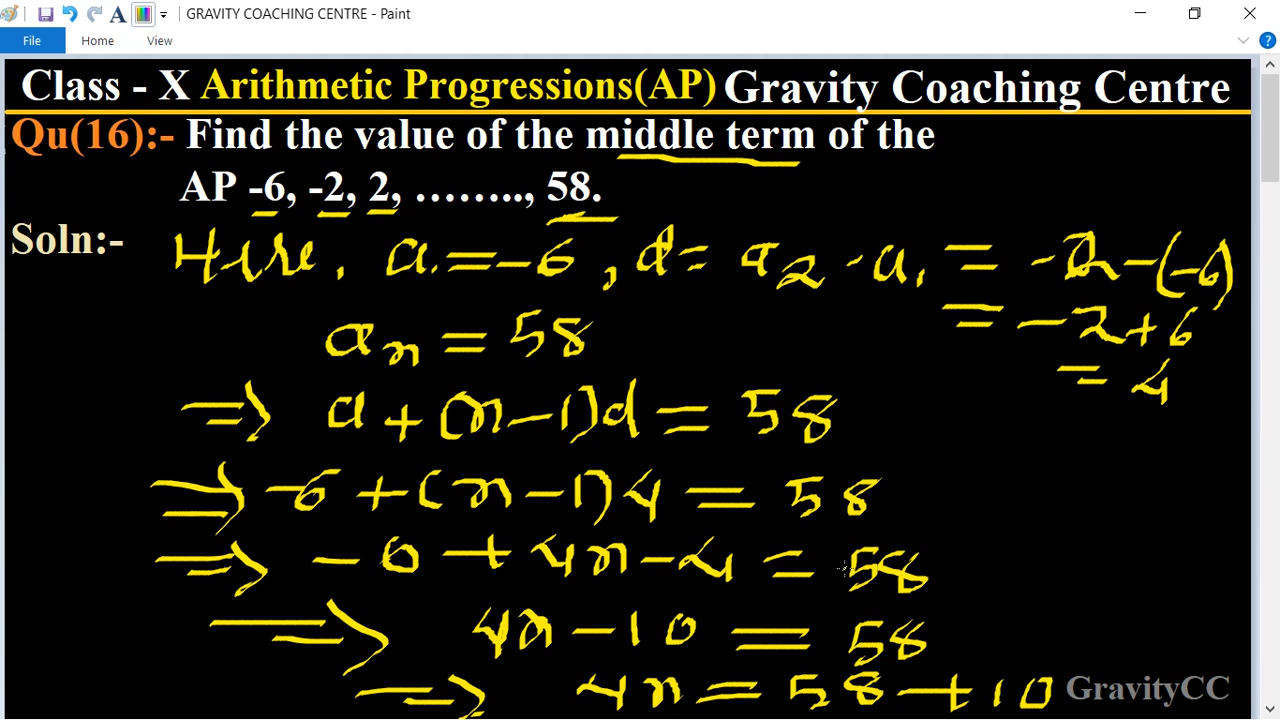 GRAVITY COACHING CENTRE - Paint
File Home View
Class - X Arithmetic Progressions(AP) Gravity Coaching Centre
Qu(16):- Find the value of the middle term of the
AP -6, -2, 2, …….., 58.
Soln:- Here, a₁ = -6, d = a₂ - a₁ = -2 - (-6)
= -2 + 6
= 4
aₙ = 58
=> a + (n - 1)d = 58
=> -6 + (n - 1) 4 = 58
=> -6 + 4n - 4 = 58
=> 4n - 10 = 58
=> 4n = 58 + 10
GravityCC